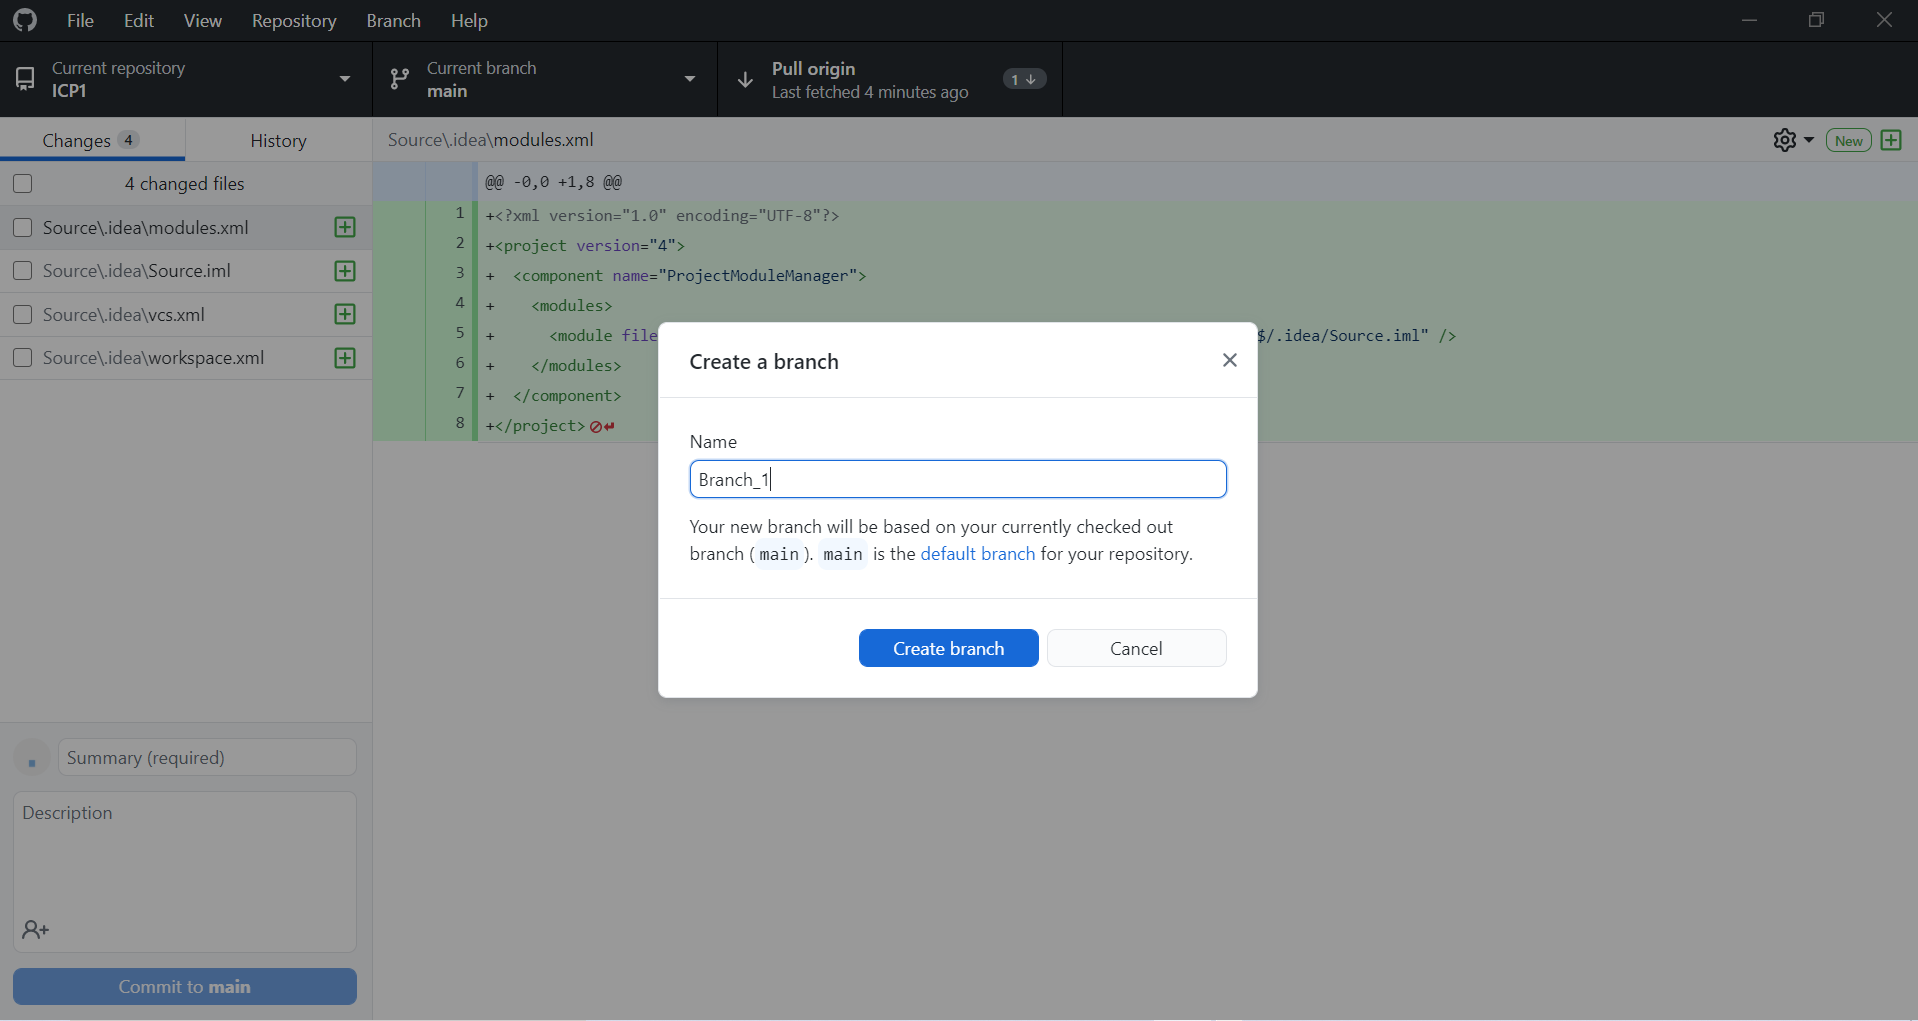 File Edit View Repository Branch Help
Current repository
ICP1
Current branch
main
Pull origin
Last fetched 4 minutes ago
1
Changes 4
History
Source\.idea\modules.xml
New
4 changed files
Source\.idea\modules.xml
Source\.idea\Source.iml
Source\.idea\vcs.xml
Source\.idea\workspace.xml
@@ -0,0 +1,8 @@
1 +<?xml version="1.0" encoding="UTF-8"?>
2 +<project version="4">
3 + <component name="ProjectModuleManager">
4 + <modules>
5 + <module file $/.idea/Source.iml" />
6 + </modules>
7 + </component>
8 +</project>
Create a branch
Name
Branch_1
Your new branch will be based on your currently checked out
branch (main). main is the default branch for your repository.
Create branch
Cancel
Summary (required)
Description
Commit to main